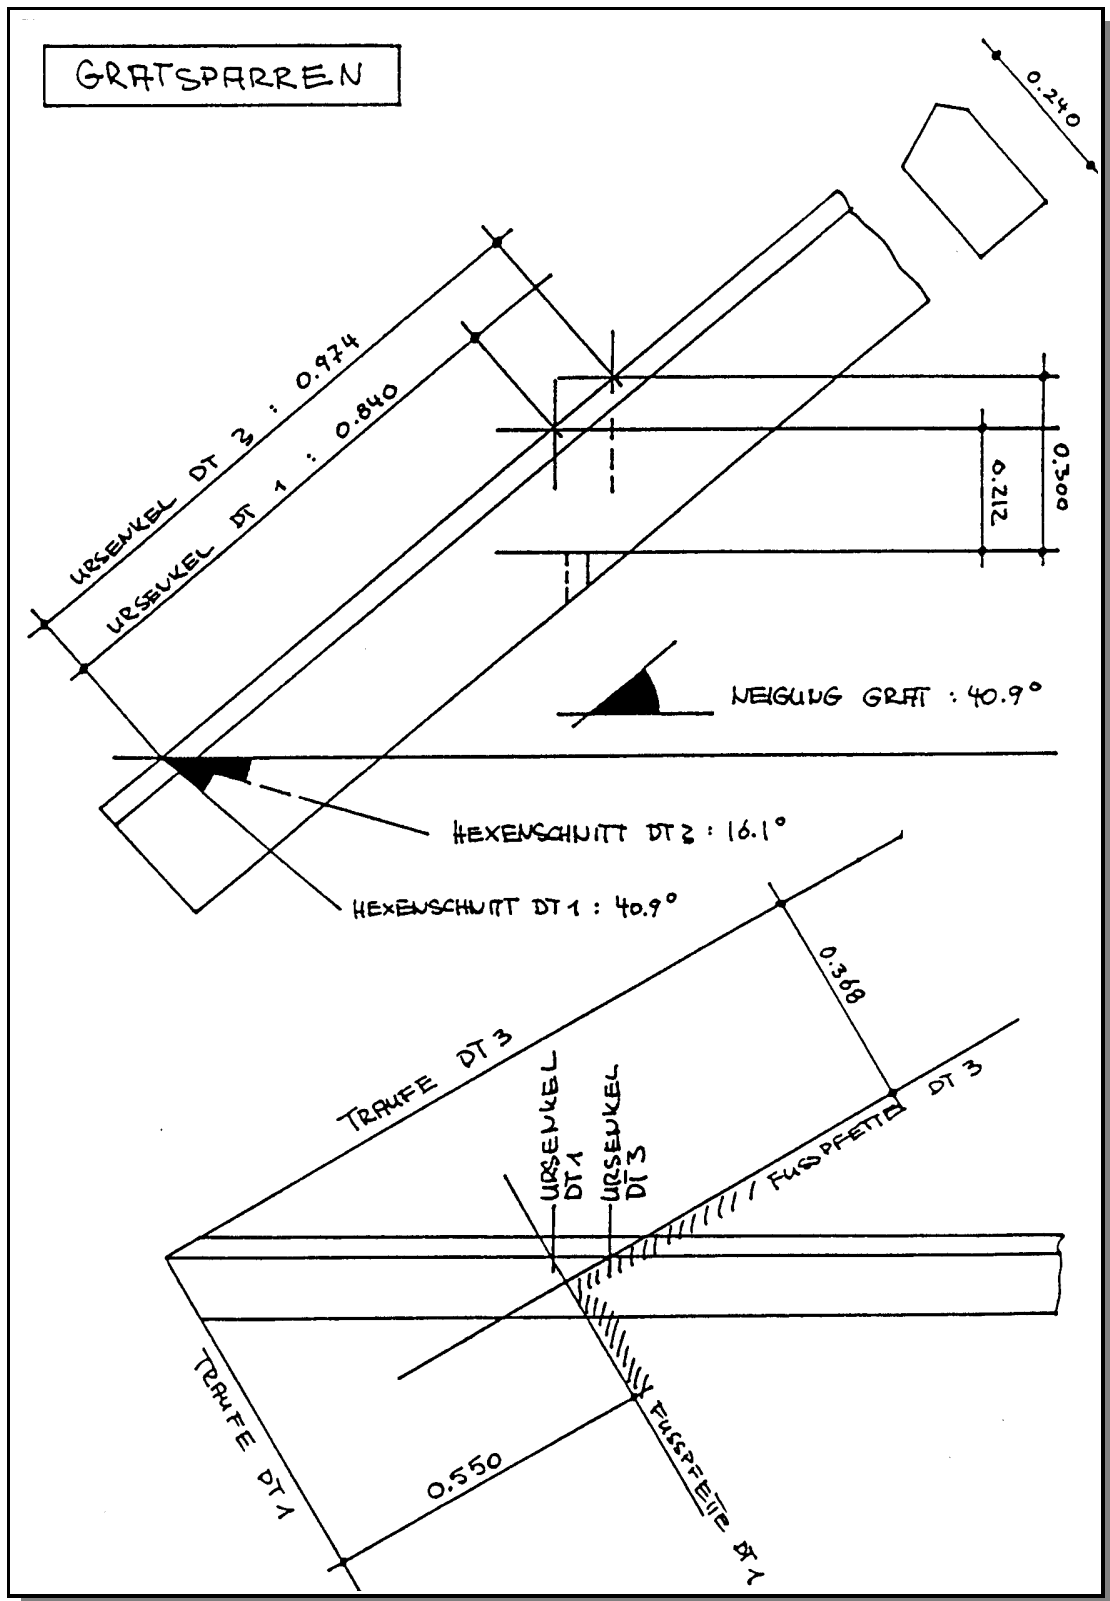 GRATSPARREN
0.240
URSENKEL DT 3 : 0.974
URSENKEL DT 1 : 0.840
0.300
0.212
NEIGUNG GRAT : 40.9°
HEXENSCHNITT DT 3 : 16.1°
HEXENSCHNITT DT 1 : 40.9°
0.368
TRAUFE DT 3
URSENKEL
DT 1
URSENKEL
DT 3
FUSSPFETTE DT 3
TRAUFE DT 1
0.550
FUSSPFETTE DT 1